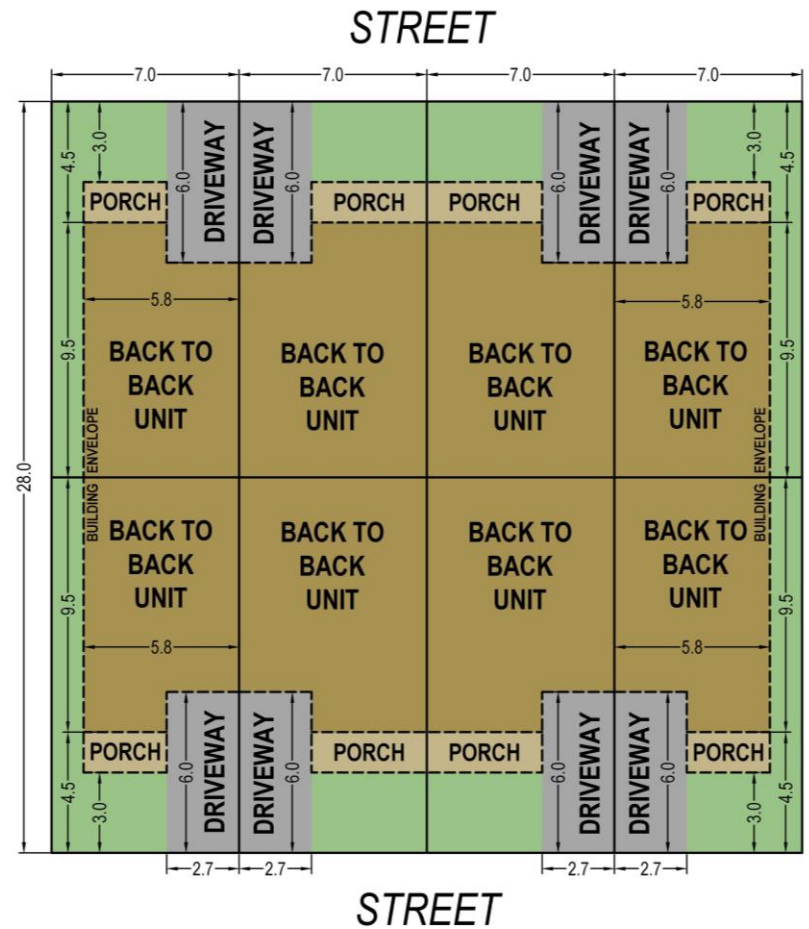 STREET
7.0 7.0 7.0 7.0
4.5 3.0 6.0 DRIVEWAY DRIVEWAY 6.0 6.0 DRIVEWAY DRIVEWAY 6.0 3.0 4.5
PORCH PORCH PORCH PORCH
5.8 5.8
9.5 9.5
BACK TO BACK TO BACK TO BACK TO
BACK BACK BACK BACK
UNIT UNIT UNIT UNIT
BUILDING ENVELOPE BUILDING ENVELOPE
28.0
BACK TO BACK TO BACK TO BACK TO
BACK BACK BACK BACK
UNIT UNIT UNIT UNIT
9.5 9.5
5.8 5.8
PORCH PORCH PORCH PORCH
4.5 3.0 6.0 DRIVEWAY DRIVEWAY 6.0 6.0 DRIVEWAY DRIVEWAY 6.0 3.0 4.5
2.7 2.7 2.7 2.7
STREET